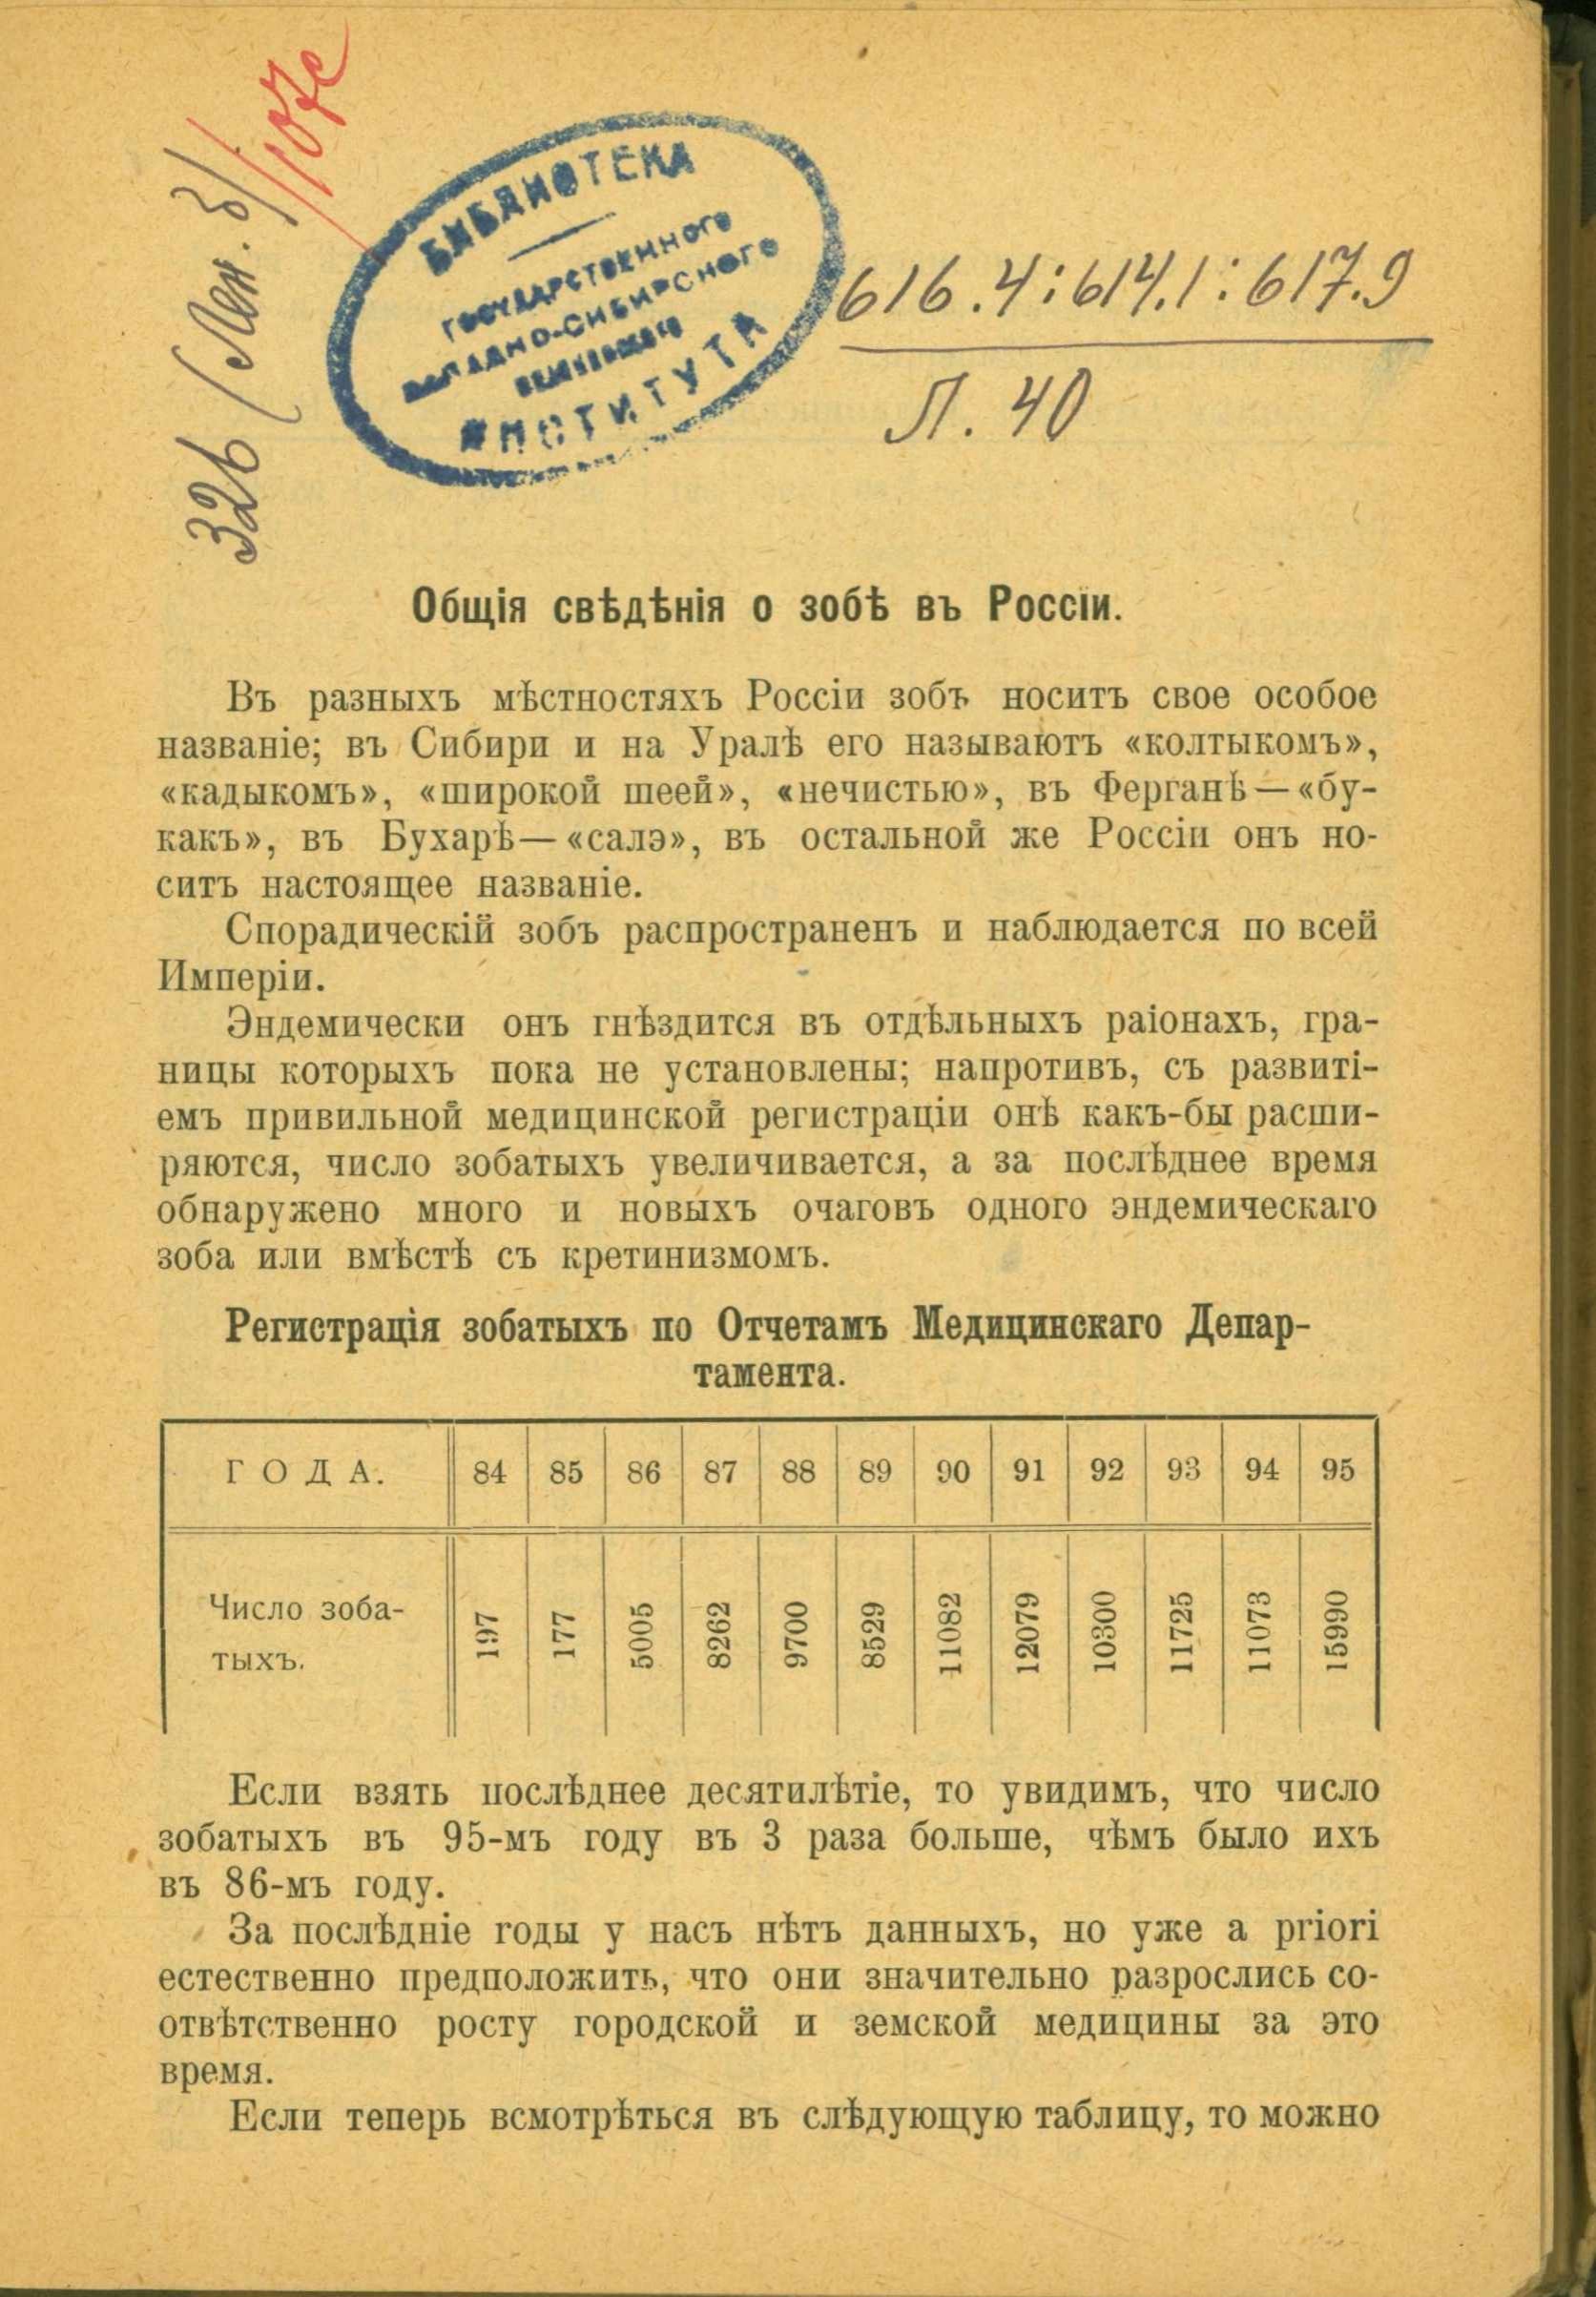 107с
326 (Мен. 3)
БИБЛИОТЕКА
ГОСУДАРСТВЕННОГО
ЗАПАДНО-СИБИРСКОГО
ИНСТИТУТА
616.4:614.1:617.9
Л. 40
Общія свѣдѣнія о зобѣ въ Россіи.
Въ разныхъ мѣстностяхъ Россіи зобъ носитъ свое особое
названіе; въ Сибири и на Уралѣ его называютъ «колтыкомъ»,
«кадыкомъ», «широкой шеей», «нечистью», въ Ферганѣ—«бу-
какъ», въ Бухарѣ—«салэ», въ остальной же Россіи онъ но-
ситъ настоящее названіе.
Спорадическій зобъ распространенъ и наблюдается по всей
Имперіи.
Эндемически онъ гнѣздится въ отдѣльныхъ раіонахъ, гра-
ницы которыхъ пока не установлены; напротивъ, съ развиті-
емъ привильной медицинской регистраціи онѣ какъ-бы расши-
ряются, число зобатыхъ увеличивается, а за послѣднее время
обнаружено много и новыхъ очаговъ одного эндемическаго
зоба или вмѣстѣ съ кретинизмомъ.
Регистрація зобатыхъ по Отчетамъ Медицинскаго Депар-
тамента.
ГОДА. 84 85 86 87 88 89 90 91 92 93 94 95
Число зоба-
тыхъ. 197 177 5005 8262 9700 8529 11082 12079 10300 11725 11073 15990
Если взять послѣднее десятилѣтіе, то увидимъ, что число
зобатыхъ въ 95-мъ году въ 3 раза больше, чѣмъ было ихъ
въ 86-мъ году.
За послѣдніе годы у насъ нѣтъ данныхъ, но уже a priori
естественно предположить, что они значительно разрослись со-
отвѣтственно росту городской и земской медицины за это
время.
Если теперь всмотрѣться въ слѣдующую таблицу, то можно